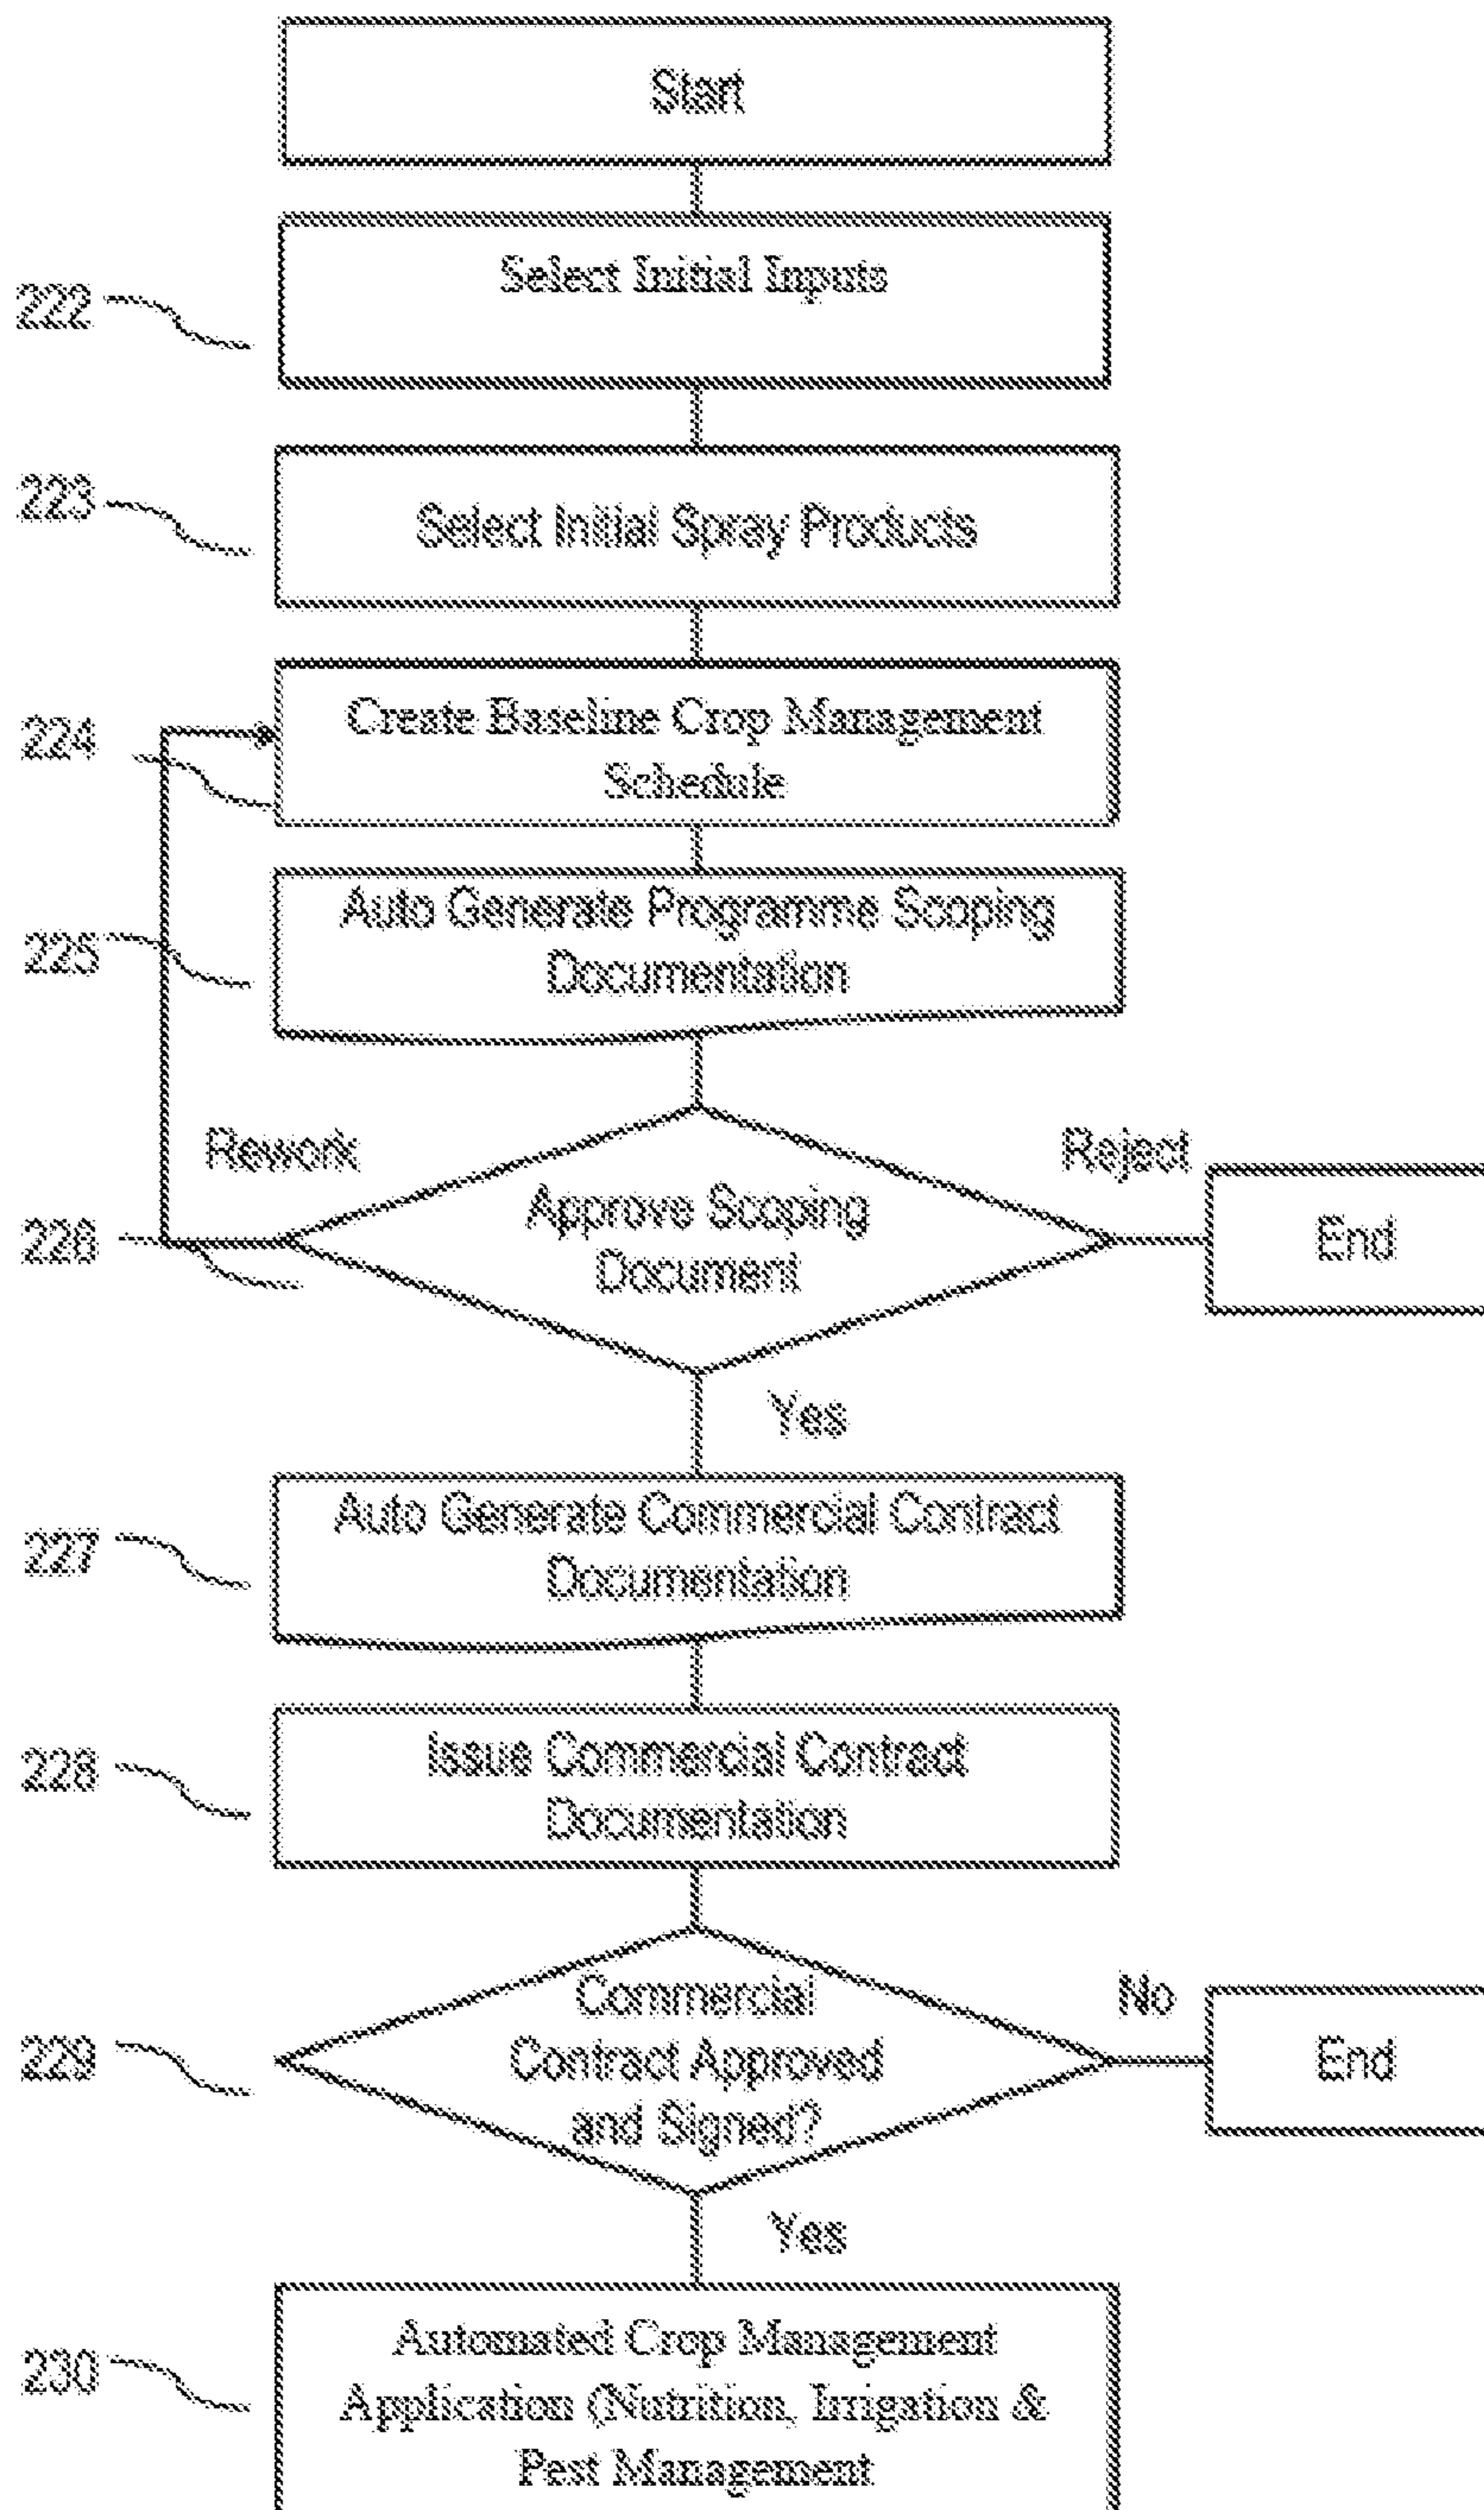 Start
222
Select Initial Inputs
223
Select Initial Spray Products
224
Create Baseline Crop Management
Schedule
225
Auto Generate Programme Scoping
Documentation
Rework
Reject
226
Approve Scoping
Document
End
Yes
227
Auto Generate Commercial Contract
Documentation
228
Issue Commercial Contract
Documentation
229
Commercial
Contract Approved
and Signed?
No
End
Yes
230
Automated Crop Management
Application (Nutrition, Irrigation &
Pest Management